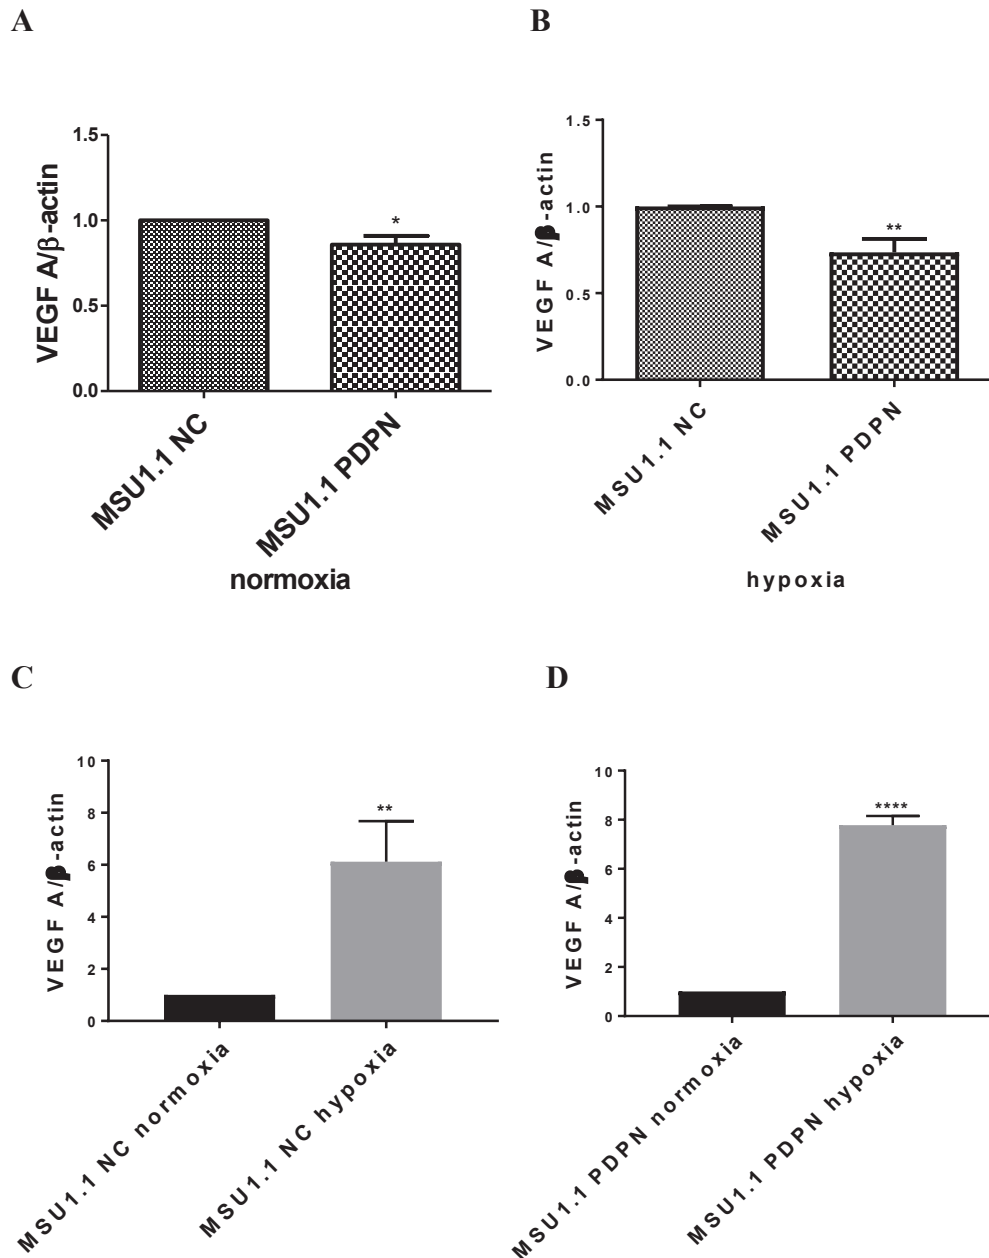 A
VEGF A/β-actin
1.5
1.0
0.5
0.0
*
MSU1.1 NC
MSU1.1 PDPN
normoxia
B
VEGF A/β-actin
1.5
1.0
0.5
0.0
**
MSU1.1 NC
MSU1.1 PDPN
hypoxia
C
VEGF A/β-actin
10
8
6
4
2
0
**
MSU1.1 NC normoxia
MSU1.1 NC hypoxia
D
VEGF A/β-actin
10
8
6
4
2
0
****
MSU1.1 PDPN normoxia
MSU1.1 PDPN hypoxia